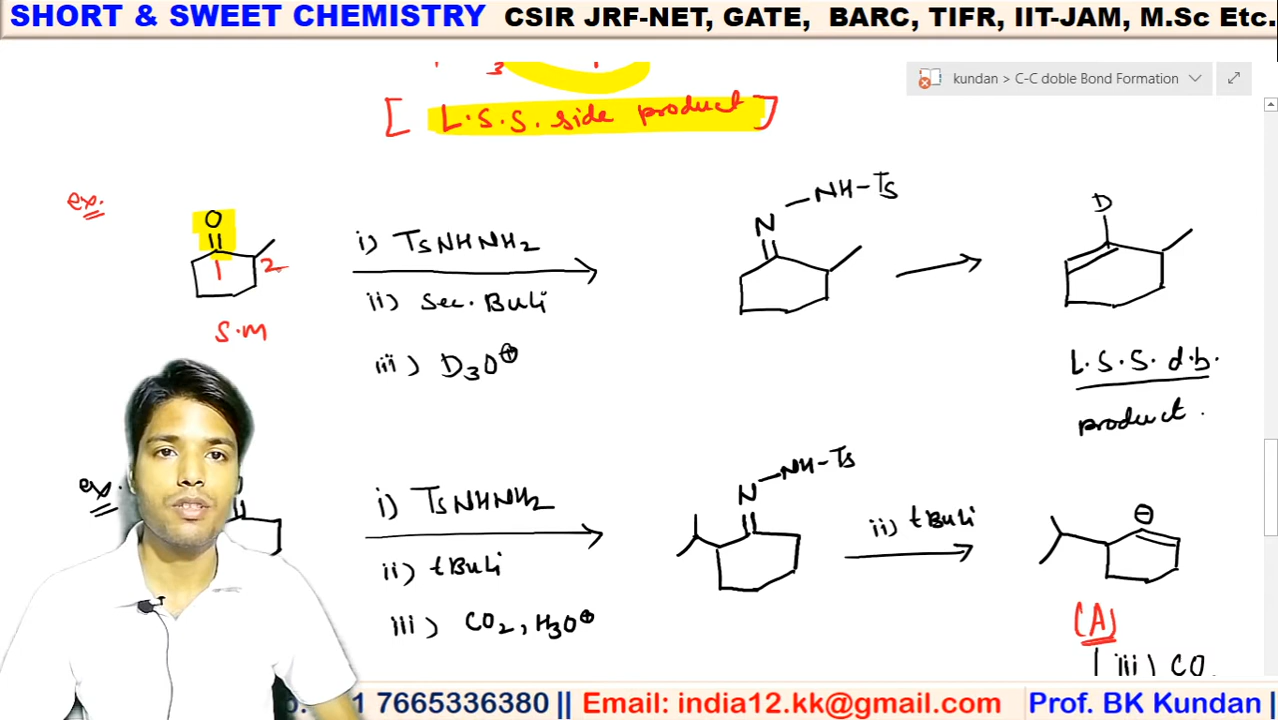 SHORT & SWEET CHEMISTRY CSIR JRF-NET, GATE, BARC, TIFR, IIT-JAM, M.Sc Etc.
kundan > C-C doble Bond Formation
[ L.S.S. side product ]
ex.
O
1
2
S.M
i) TsNHNH2
ii) Sec. BuLi
iii) D3O⊕
N-NH-Ts
D
L.S.S. d.b.
product.
ex.
i) TsNHNH2
ii) tBuLi
iii) CO2, H3O⊕
N-NH-Ts
ii) tBuLi
⊖
(A)
iii) CO
7665336380 || Email: india12.kk@gmail.com || Prof. BK Kundan |